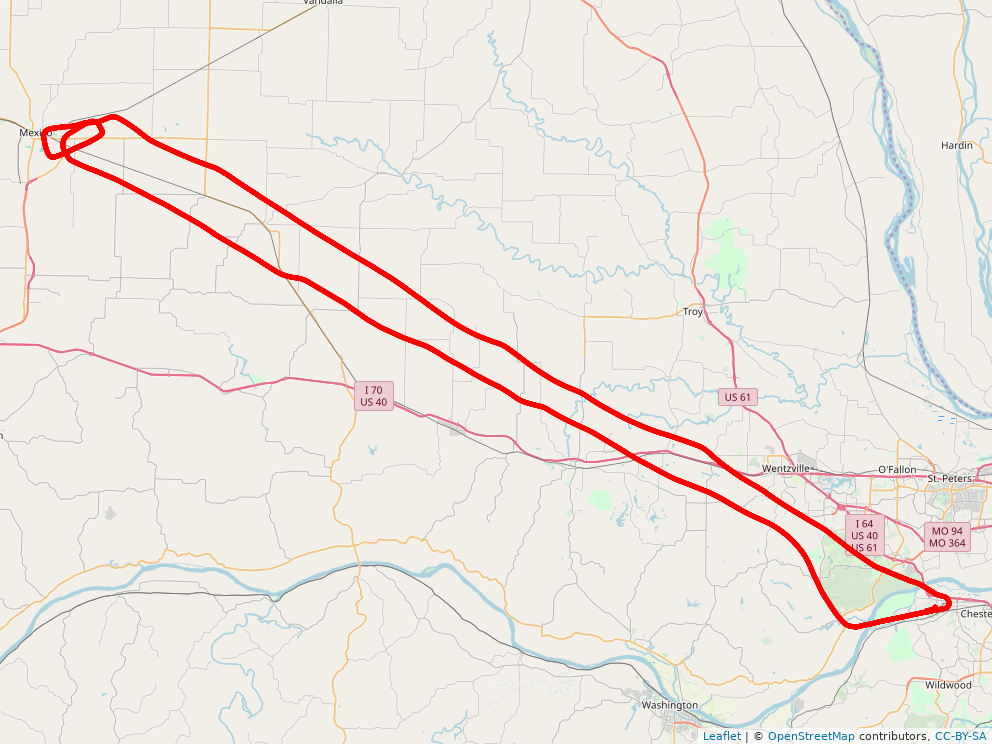 Vandalia
Mexico
Hardin
Troy
I 70
US 40
US 61
Wentzville
O'Fallon
St. Peters
I 64
US 40
US 61
MO 94
MO 364
Cheste
Wildwood
Washington
Leaflet | © OpenStreetMap contributors, CC-BY-SA